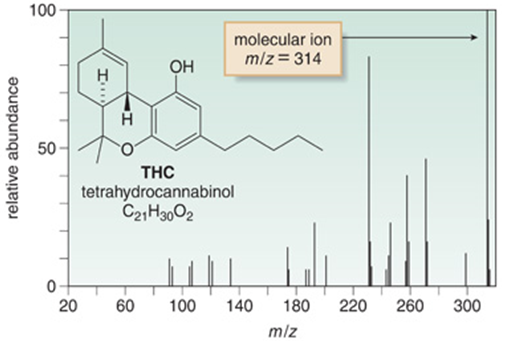 100
50
0
relative abundance
H
OH
H
O
THC
tetrahydrocannabinol
C₂₁H₃₀O₂
molecular ion
m/z = 314
20 60 100 140 180 220 260 300
m/z